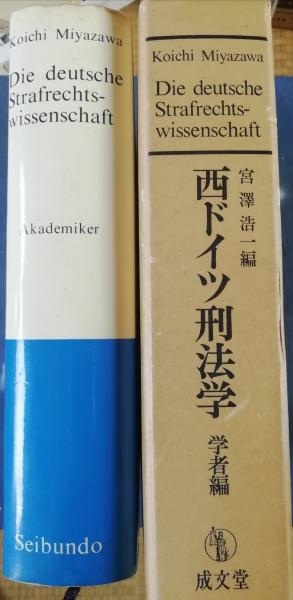 Koichi Miyazawa
Die deutsche
Strafrechts-
wissenschaft
Akademiker
Seibundo
Koichi Miyazawa
Die deutsche
Strafrechts-
wissenschaft
宮澤浩一編
西ドイツ刑法学
学者編
成文堂